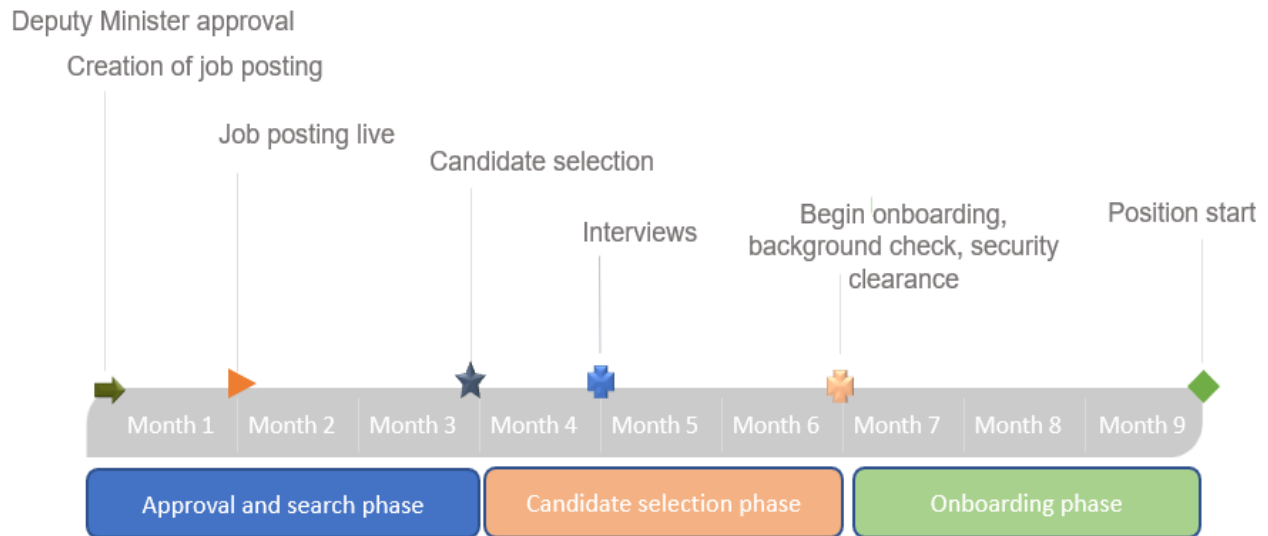 Deputy Minister approval
Creation of job posting
Job posting live
Candidate selection
Interviews
Begin onboarding,
background check, security
clearance
Position start
Month 1
Month 2
Month 3
Month 4
Month 5
Month 6
Month 7
Month 8
Month 9
Approval and search phase
Candidate selection phase
Onboarding phase